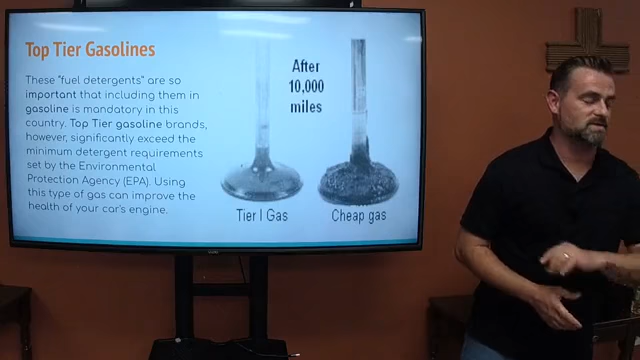 Top Tier Gasolines
These "fuel detergents" are so
important that including them in
gasoline is mandatory in this
country. Top Tier gasoline brands,
however, significantly exceed the
minimum detergent requirements
set by the Environmental
Protection Agency (EPA). Using
this type of gas can improve the
health of your car's engine.
After
10,000
miles
Tier I Gas
Cheap gas